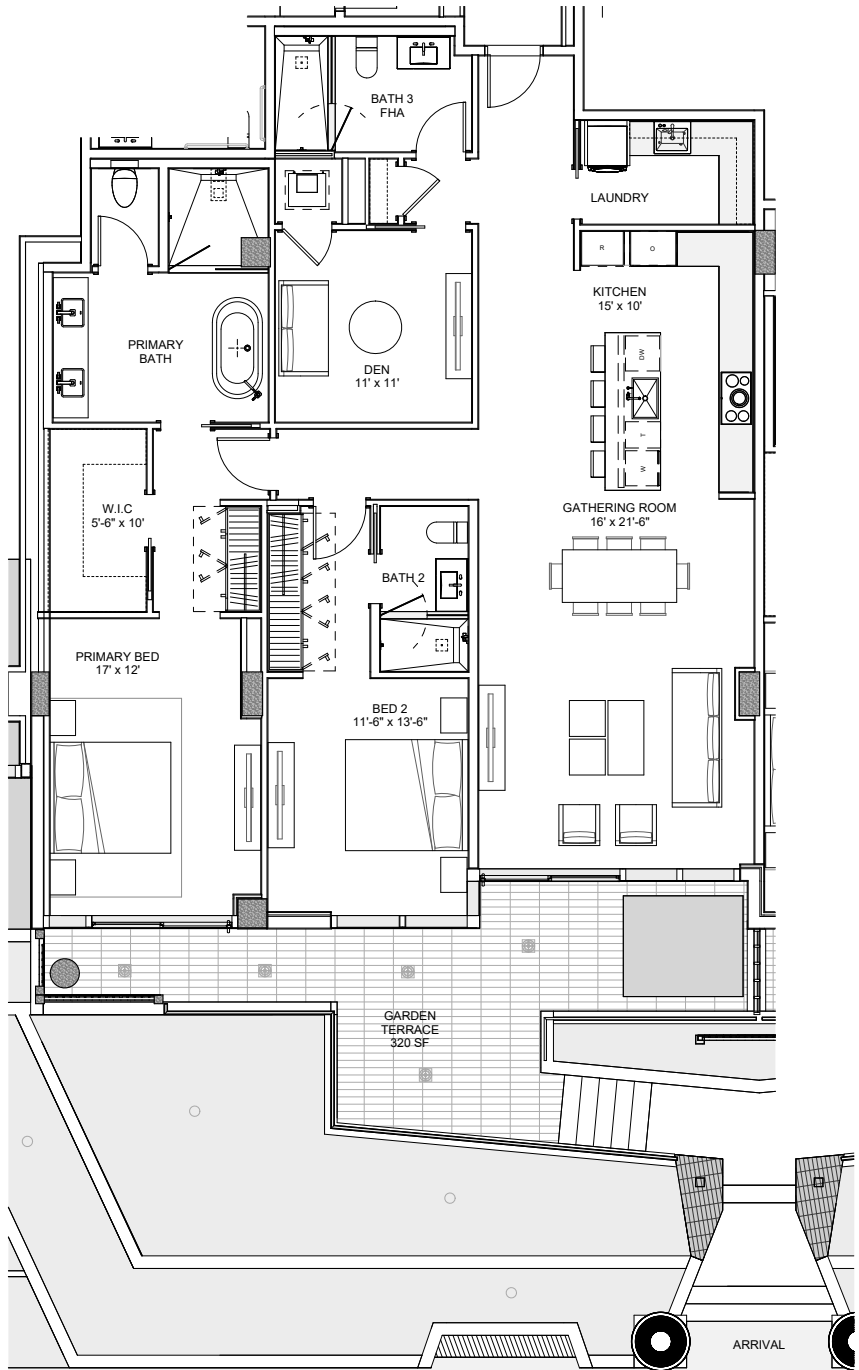 BATH 3
FHA
LAUNDRY
R
O
KITCHEN
15' x 10'
PRIMARY
BATH
DEN
11' x 11'
DW
T
W
W.I.C
5'-6" x 10'
GATHERING ROOM
16' x 21'-6"
BATH 2
PRIMARY BED
17' x 12'
BED 2
11'-6" x 13'-6"
GARDEN
TERRACE
320 SF
ARRIVAL